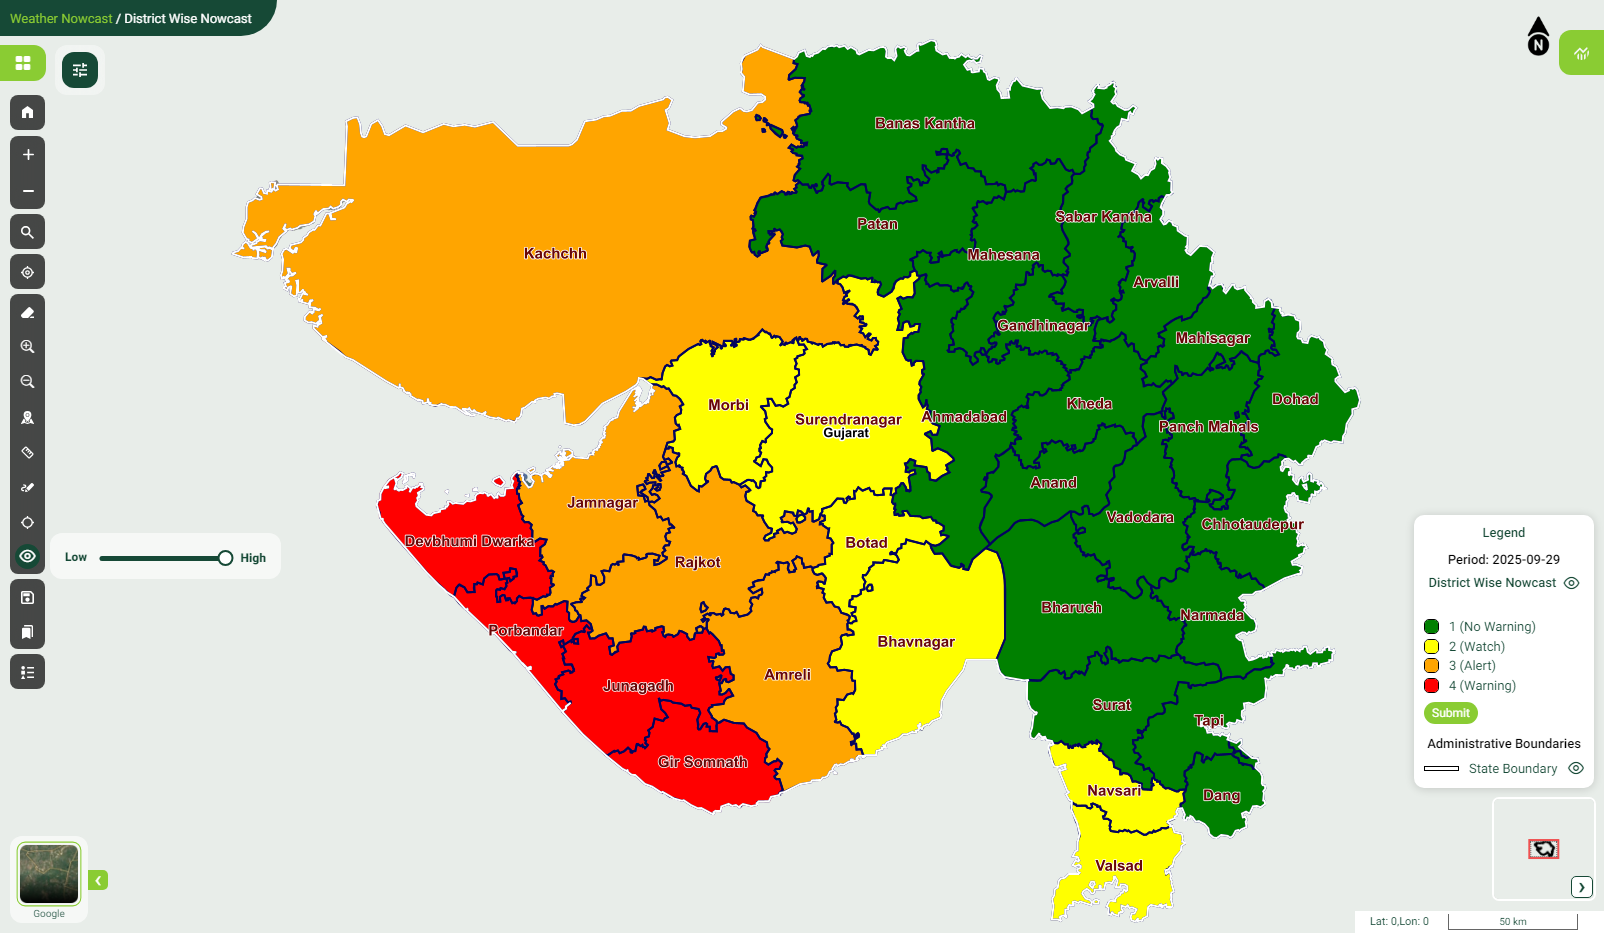 Weather Nowcast / District Wise Nowcast
N
Banas Kantha
Patan
Sabar Kantha
Kachchh
Mahesana
Arvalli
Gandhinagar
Mahisagar
Morbi
Surendranagar
Gujarat
Ahmadabad
Kheda
Dohad
Panch Mahals
Jamnagar
Anand
Vadodara
Chhotaudepur
Devbhumi Dwarka
Botad
Rajkot
Low
High
Bharuch
Narmada
Porbandar
Bhavnagar
Junagadh
Amreli
Surat
Tapi
Gir Somnath
Navsari
Dang
Valsad
Legend
Period: 2025-09-29
District Wise Nowcast
1 (No Warning)
2 (Watch)
3 (Alert)
4 (Warning)
Submit
Administrative Boundaries
State Boundary
Google
Lat: 0,Lon: 0
50 km